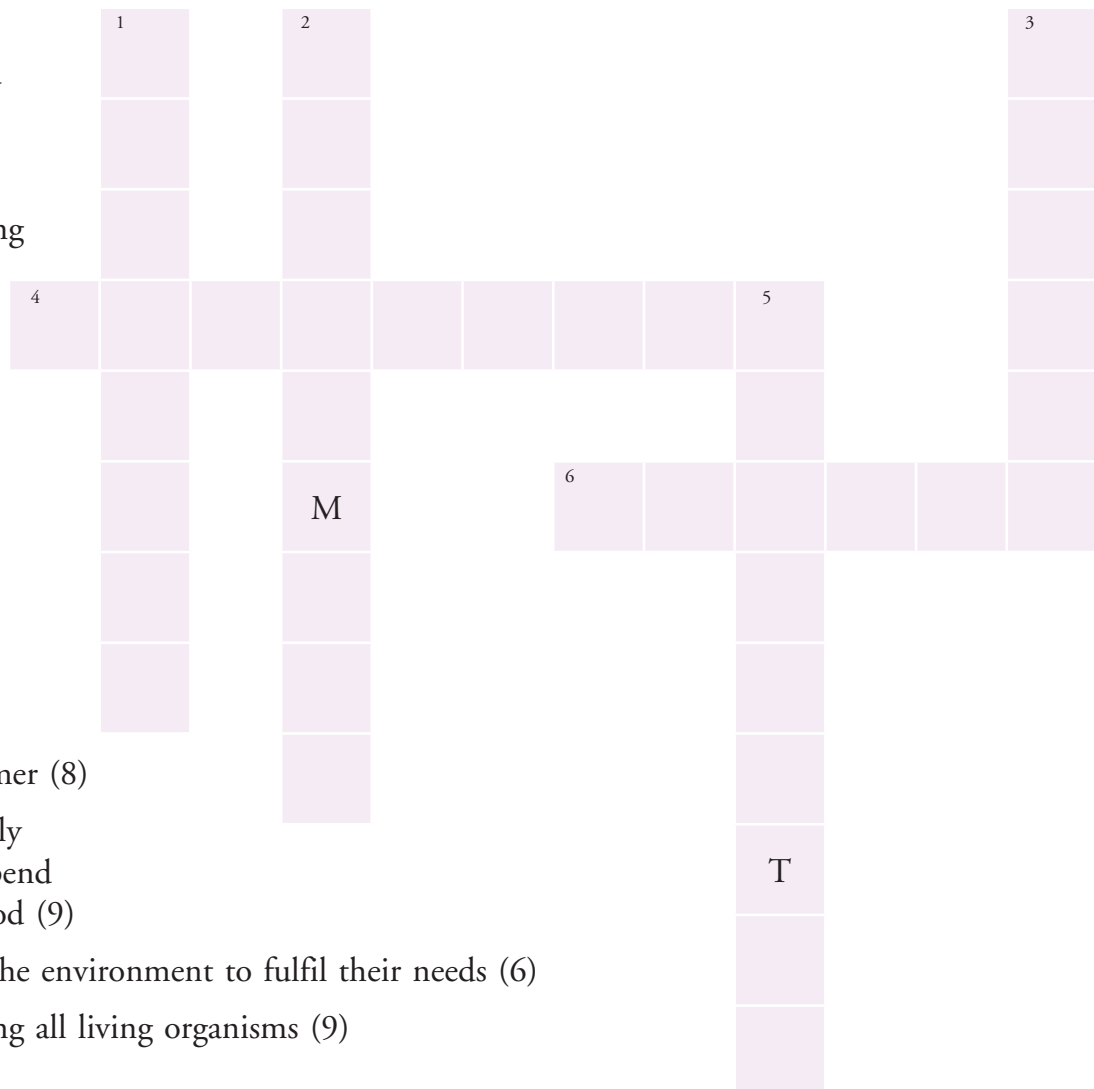 1
2
3
ng
4
5
6
M
ner (8)
ly
T
pend
od (9)
he environment to fulfil their needs (6)
ng all living organisms (9)